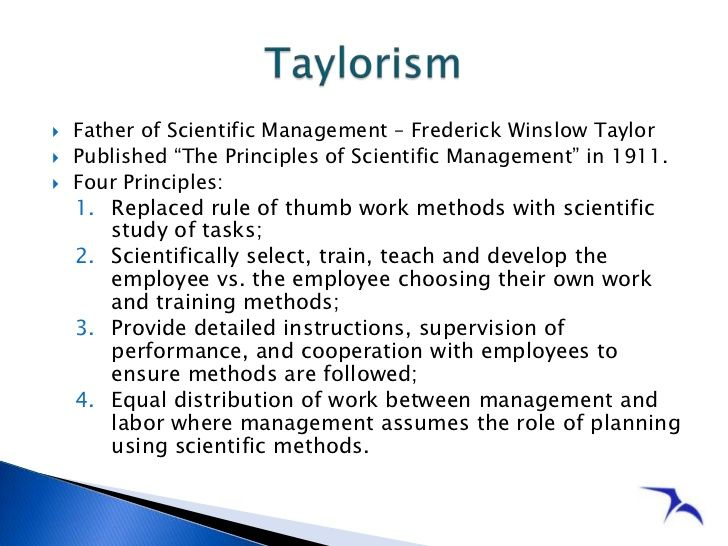 Taylorism
Father of Scientific Management – Frederick Winslow Taylor
Published “The Principles of Scientific Management” in 1911.
Four Principles:
1. Replaced rule of thumb work methods with scientific
study of tasks;
2. Scientifically select, train, teach and develop the
employee vs. the employee choosing their own work
and training methods;
3. Provide detailed instructions, supervision of
performance, and cooperation with employees to
ensure methods are followed;
4. Equal distribution of work between management and
labor where management assumes the role of planning
using scientific methods.